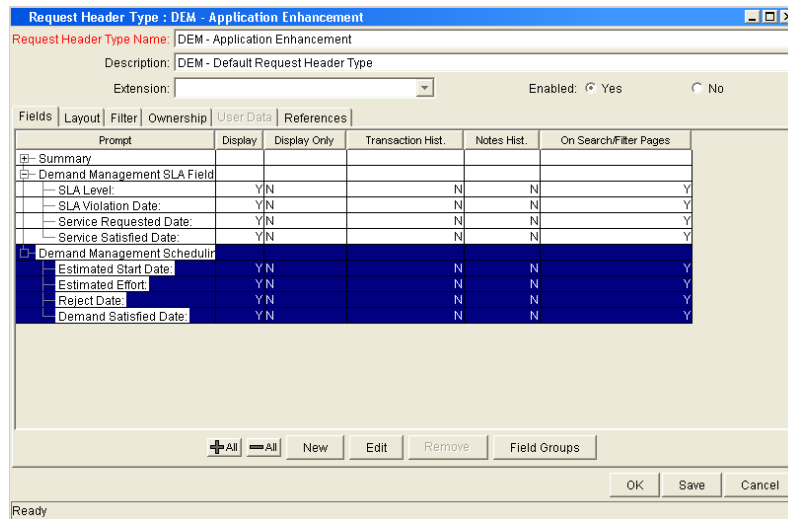 Request Header Type : DEM - Application Enhancement
Request Header Type Name: DEM - Application Enhancement
Description: DEM - Default Request Header Type
Extension: Enabled: Yes No
Fields Layout Filter Ownership User Data References
Prompt Display Display Only Transaction Hist. Notes Hist. On Search/Filter Pages
Summary
Demand Management SLA Field
SLA Level: Y N N N Y
SLA Violation Date: Y N N N Y
Service Requested Date: Y N N N Y
Service Satisfied Date: Y N N N Y
Demand Management Schedulin
Estimated Start Date: Y N N N Y
Estimated Effort: Y N N N Y
Reject Date: Y N N N Y
Demand Satisfied Date: Y N N N Y
All All New Edit Remove Field Groups
OK Save Cancel
Ready